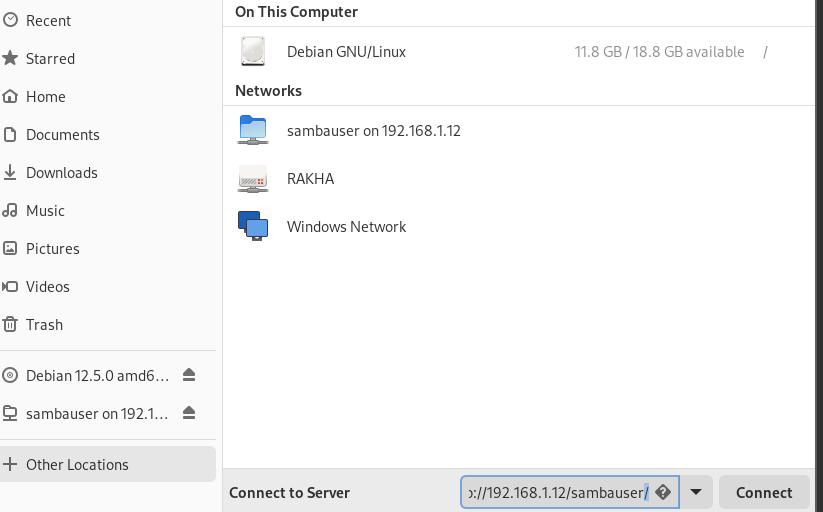 Recent
Starred
Home
Documents
Downloads
Music
Pictures
Videos
Trash
Debian 12.5.0 amd6...
sambauser on 192.1...
Other Locations
On This Computer
Debian GNU/Linux 11.8 GB / 18.8 GB available /
Networks
sambauser on 192.168.1.12
RAKHA
Windows Network
Connect to Server ://192.168.1.12/sambauser/ Connect